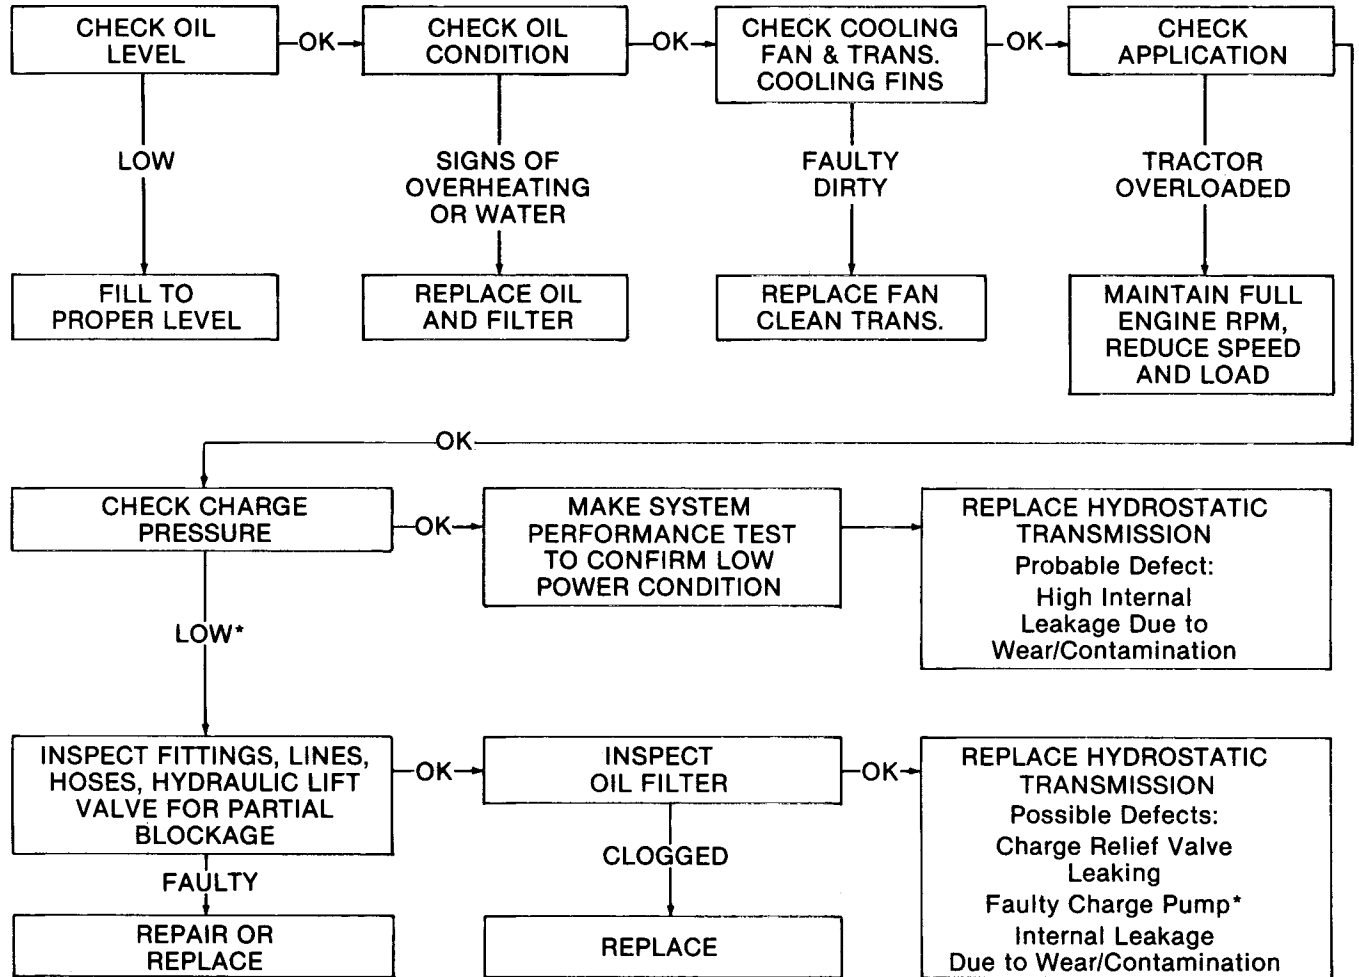 CHECK OIL
LEVEL
OK
CHECK OIL
CONDITION
OK
CHECK COOLING
FAN & TRANS.
COOLING FINS
OK
CHECK
APPLICATION
LOW
SIGNS OF
OVERHEATING
OR WATER
FAULTY
DIRTY
TRACTOR
OVERLOADED
FILL TO
PROPER LEVEL
REPLACE OIL
AND FILTER
REPLACE FAN
CLEAN TRANS.
MAINTAIN FULL
ENGINE RPM,
REDUCE SPEED
AND LOAD
OK
CHECK CHARGE
PRESSURE
OK
MAKE SYSTEM
PERFORMANCE TEST
TO CONFIRM LOW
POWER CONDITION
REPLACE HYDROSTATIC
TRANSMISSION
Probable Defect:
High Internal
Leakage Due to
Wear/Contamination
LOW*
INSPECT FITTINGS, LINES,
HOSES, HYDRAULIC LIFT
VALVE FOR PARTIAL
BLOCKAGE
OK
INSPECT
OIL FILTER
OK
REPLACE HYDROSTATIC
TRANSMISSION
Possible Defects:
Charge Relief Valve
Leaking
Faulty Charge Pump*
Internal Leakage
Due to Wear/Contamination
FAULTY
CLOGGED
REPAIR OR
REPLACE
REPLACE